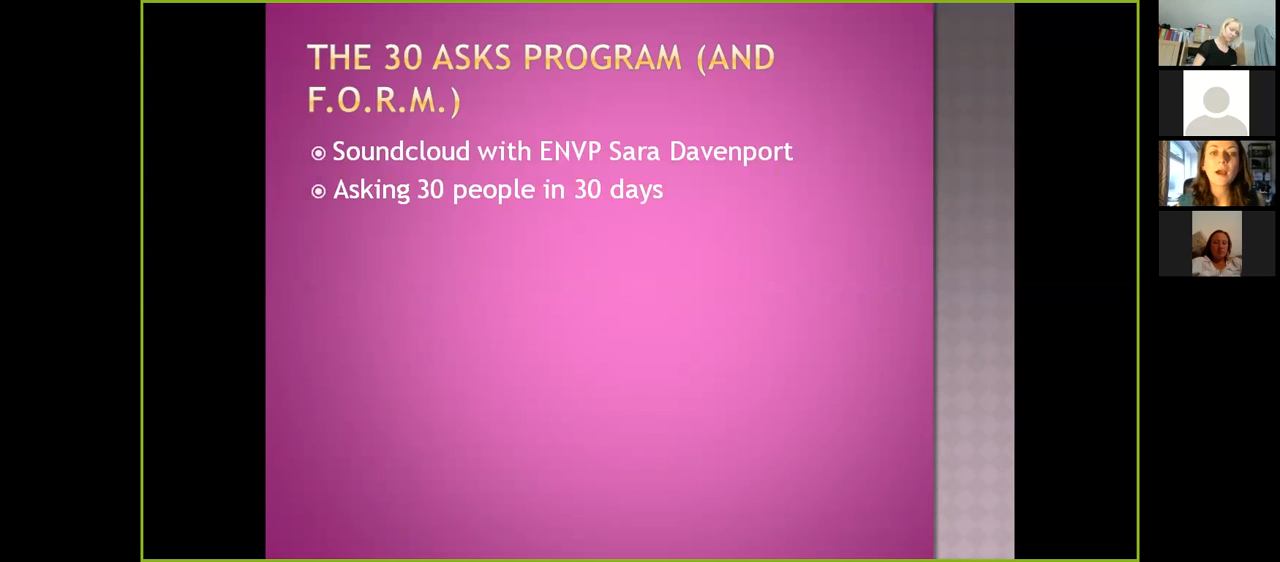 THE 30 ASKS PROGRAM (AND
F.O.R.M.)
Soundcloud with ENVP Sara Davenport
Asking 30 people in 30 days